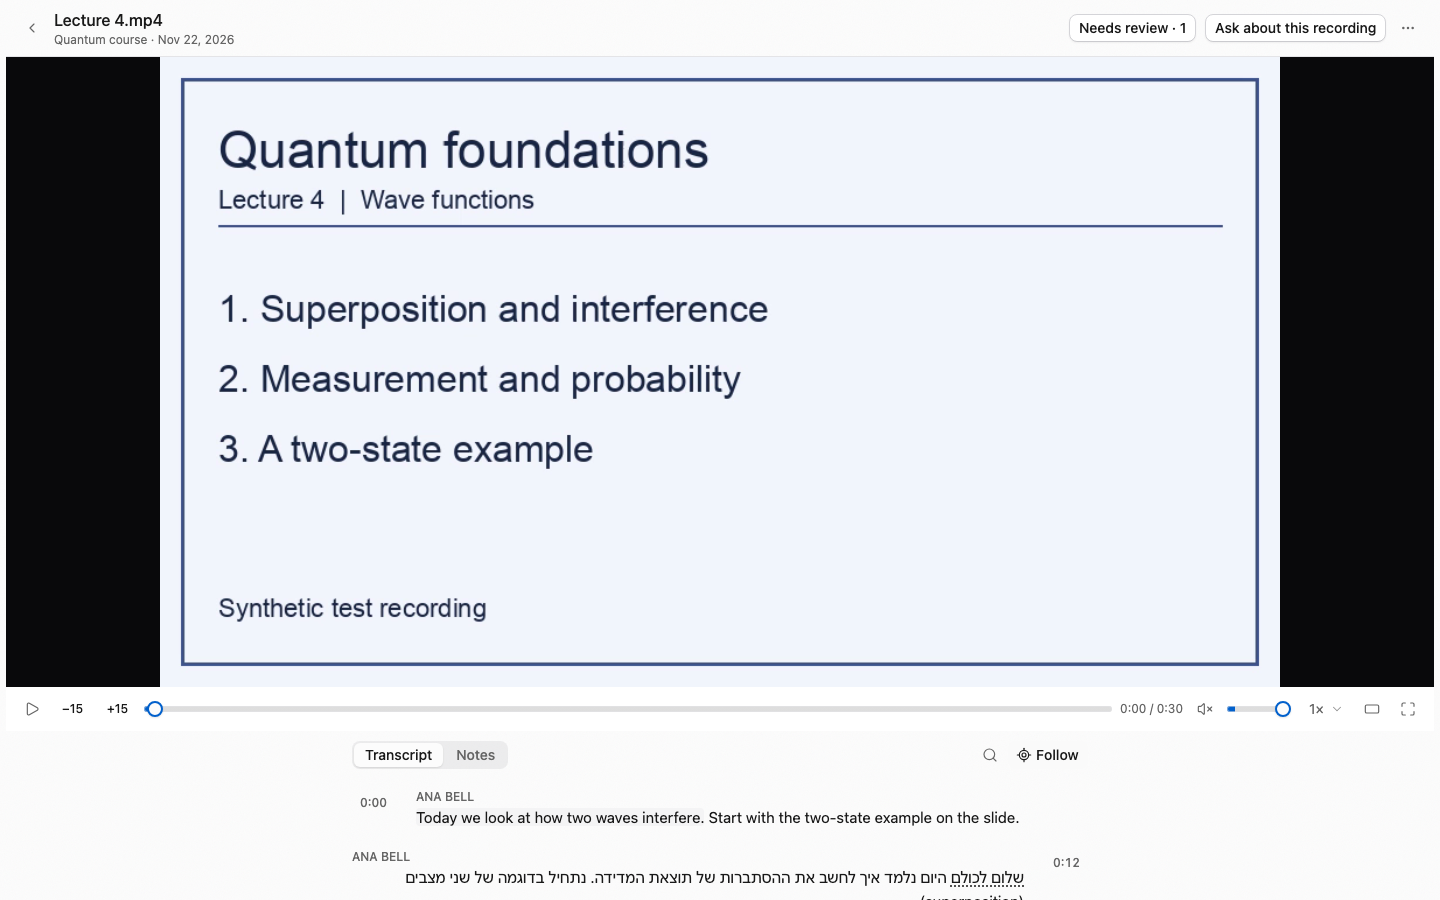 Lecture 4.mp4
Quantum course · Nov 22, 2026
Needs review · 1
Ask about this recording
Quantum foundations
Lecture 4 | Wave functions
1. Superposition and interference
2. Measurement and probability
3. A two-state example
Synthetic test recording
−15
+15
0:00 / 0:30
1×
Transcript
Notes
Follow
0:00
ANA BELL
Today we look at how two waves interfere. Start with the two-state example on the slide.
ANA BELL
0:12
שלום לכולם היום נלמד איך לחשב את ההסתברות של תוצאת המדידה. נתחיל בדוגמה של שני מצבים